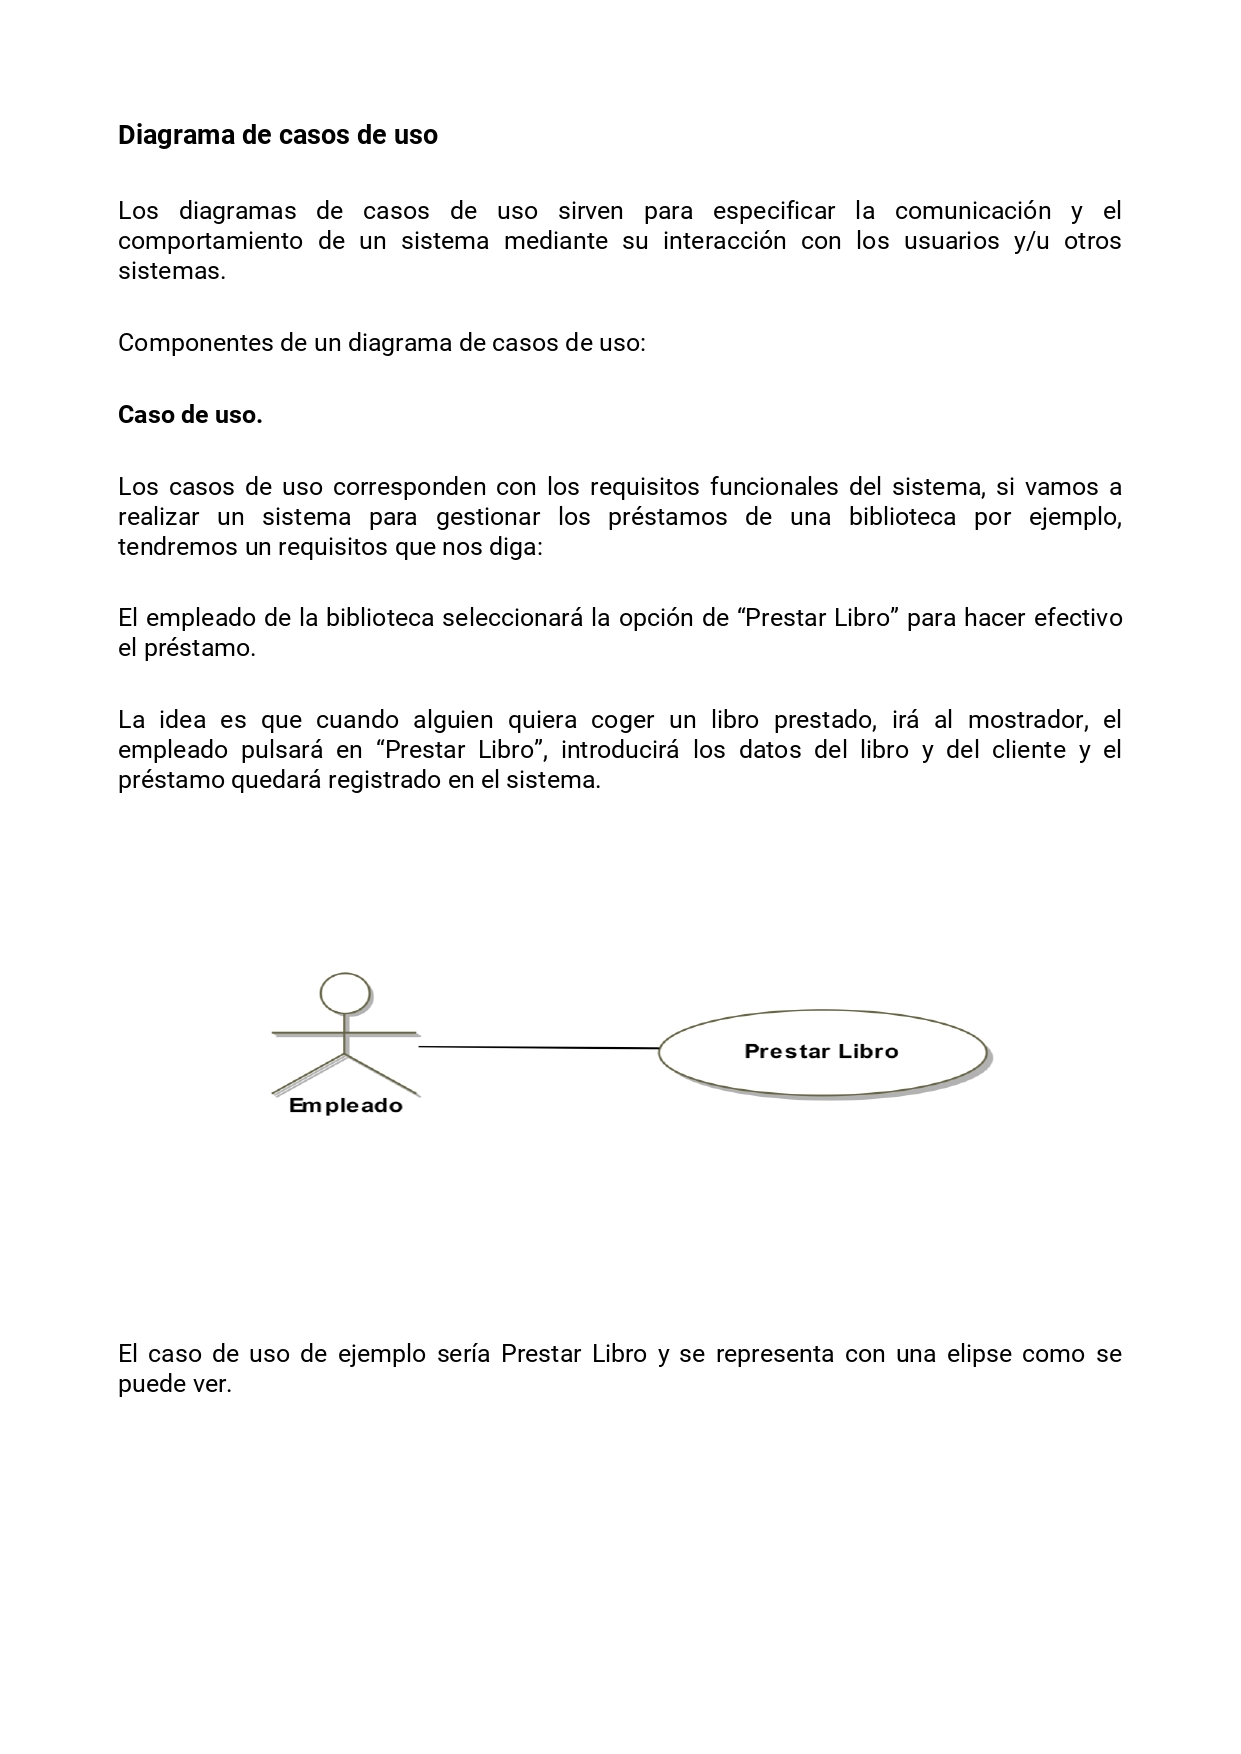 Diagrama de casos de uso
Los diagramas de casos de uso sirven para especificar la comunicación y el
comportamiento de un sistema mediante su interacción con los usuarios y/u otros
sistemas.
Componentes de un diagrama de casos de uso:
Caso de uso.
Los casos de uso corresponden con los requisitos funcionales del sistema, si vamos a
realizar un sistema para gestionar los préstamos de una biblioteca por ejemplo,
tendremos un requisitos que nos diga:
El empleado de la biblioteca seleccionará la opción de “Prestar Libro” para hacer efectivo
el préstamo.
La idea es que cuando alguien quiera coger un libro prestado, irá al mostrador, el
empleado pulsará en “Prestar Libro”, introducirá los datos del libro y del cliente y el
préstamo quedará registrado en el sistema.
Prestar Libro
Empleado
El caso de uso de ejemplo sería Prestar Libro y se representa con una elipse como se
puede ver.